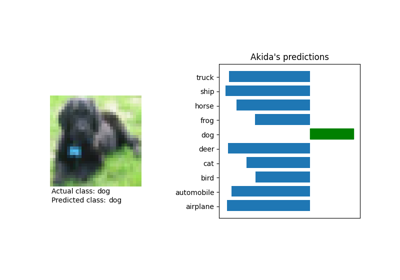 Akida's predictions
truck
ship
horse
frog
dog
deer
cat
bird
automobile
airplane
Actual class: dog
Predicted class: dog